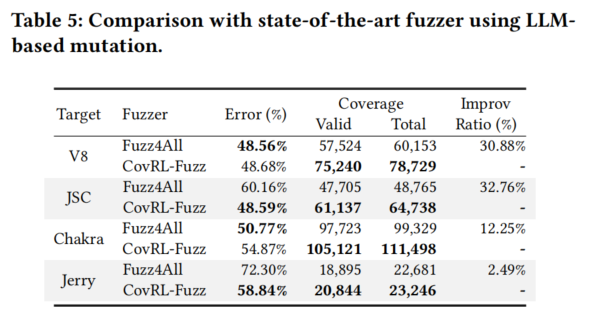 Table 5: Comparison with state-of-the-art fuzzer using LLM-
based mutation.
Target Fuzzer Error (%) Coverage Improv
Valid Total Ratio (%)
V8 Fuzz4All 48.56% 57,524 60,153 30.88%
CovRL-Fuzz 48.68% 75,240 78,729 -
JSC Fuzz4All 60.16% 47,705 48,765 32.76%
CovRL-Fuzz 48.59% 61,137 64,738 -
Chakra Fuzz4All 50.77% 97,723 99,329 12.25%
CovRL-Fuzz 54.87% 105,121 111,498 -
Jerry Fuzz4All 72.30% 18,895 22,681 2.49%
CovRL-Fuzz 58.84% 20,844 23,246 -